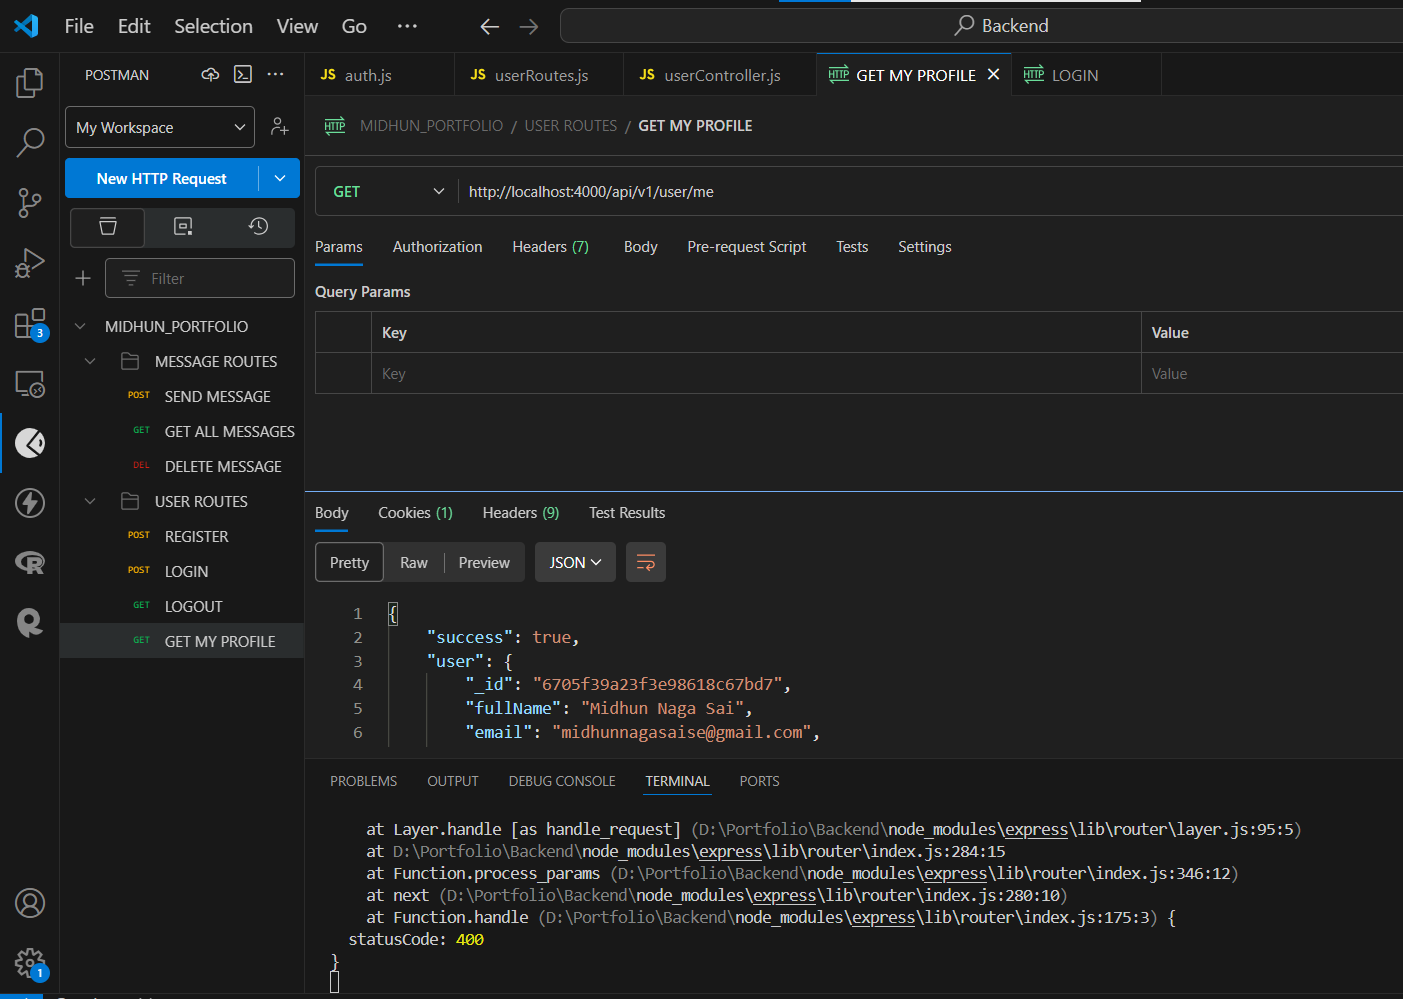 File Edit Selection View Go ··· Backend
POSTMAN
JS auth.js JS userRoutes.js JS userController.js HTTP GET MY PROFILE HTTP LOGIN
My Workspace
HTTP MIDHUN_PORTFOLIO / USER ROUTES / GET MY PROFILE
New HTTP Request
GET http://localhost:4000/api/v1/user/me
Params Authorization Headers (7) Body Pre-request Script Tests Settings
Filter
Query Params
Key Value
Key Value
3
MIDHUN_PORTFOLIO
MESSAGE ROUTES
POST SEND MESSAGE
GET GET ALL MESSAGES
DEL DELETE MESSAGE
USER ROUTES
POST REGISTER
POST LOGIN
GET LOGOUT
GET GET MY PROFILE
Body Cookies (1) Headers (9) Test Results
Pretty Raw Preview JSON
1 {
2 "success": true,
3 "user": {
4 "_id": "6705f39a23f3e98618c67bd7",
5 "fullName": "Midhun Naga Sai",
6 "email": "midhunnagasaise@gmail.com",
PROBLEMS OUTPUT DEBUG CONSOLE TERMINAL PORTS
at Layer.handle [as handle_request] (D:\Portfolio\Backend\node_modules\express\lib\router\layer.js:95:5)
at D:\Portfolio\Backend\node_modules\express\lib\router\index.js:284:15
at Function.process_params (D:\Portfolio\Backend\node_modules\express\lib\router\index.js:346:12)
at next (D:\Portfolio\Backend\node_modules\express\lib\router\index.js:280:10)
at Function.handle (D:\Portfolio\Backend\node_modules\express\lib\router\index.js:175:3) {
statusCode: 400
}
1